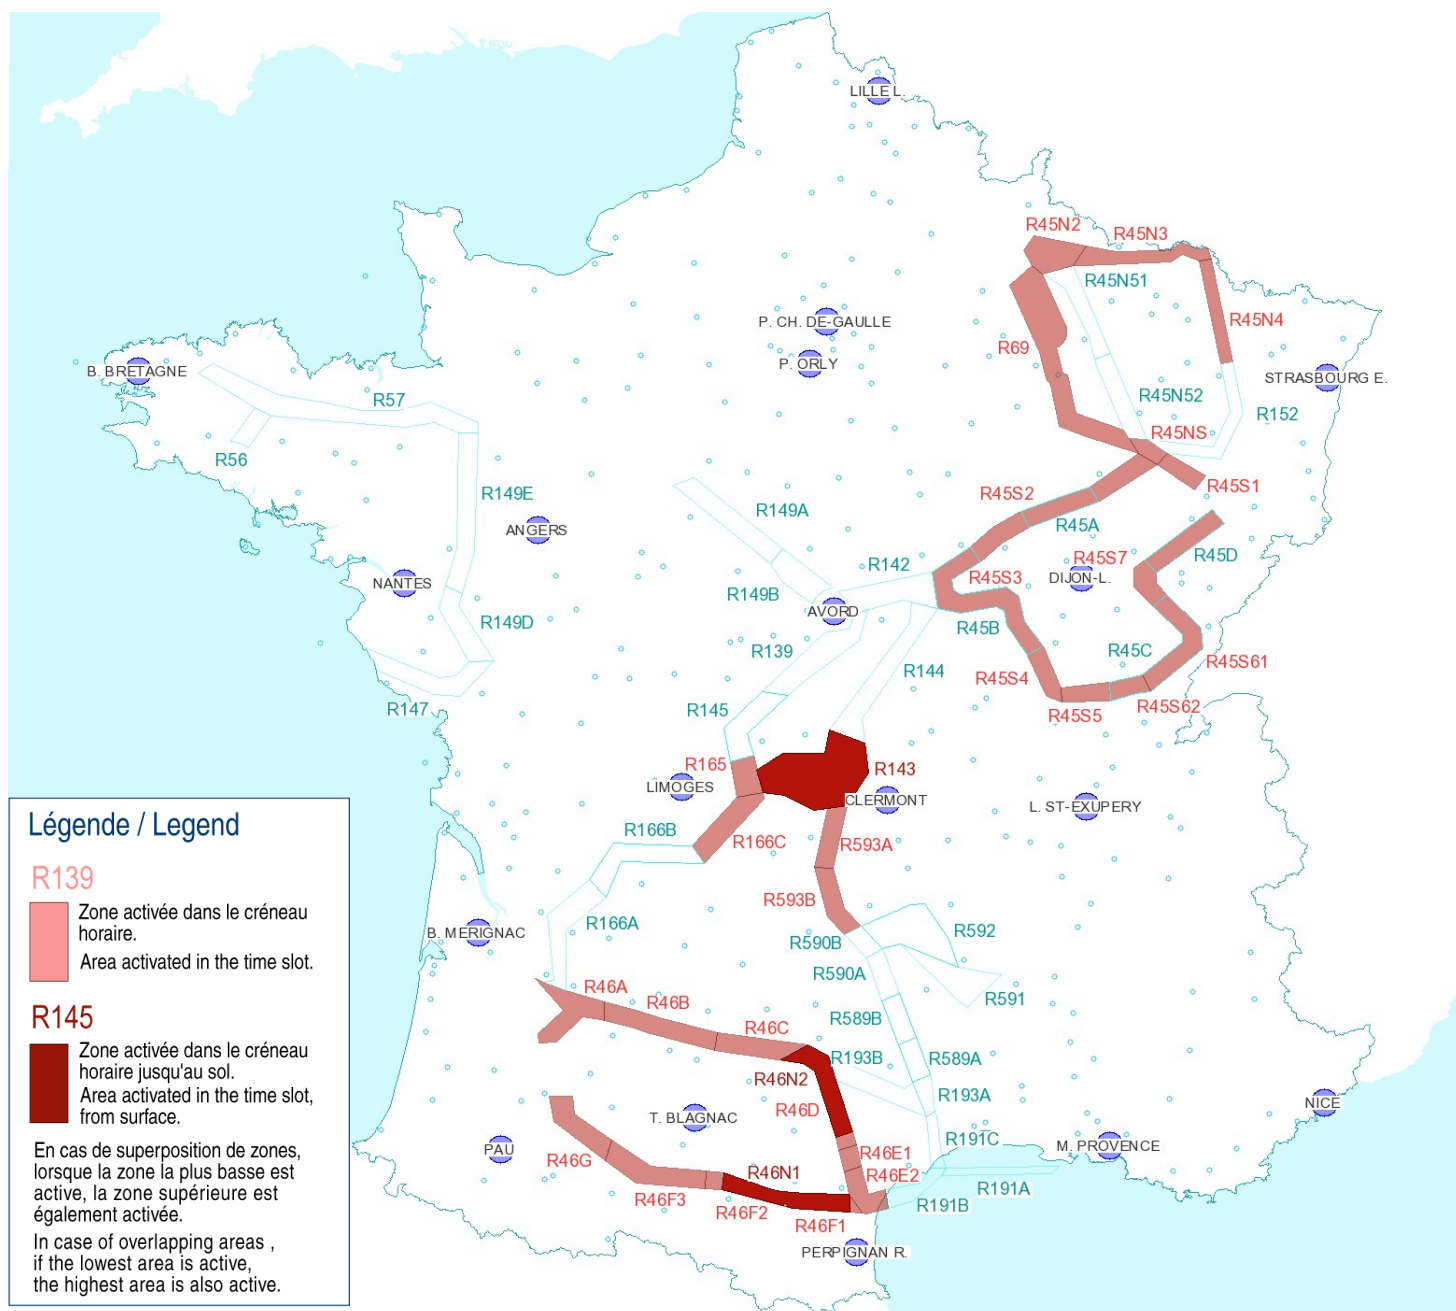 LILLE L.
R45N2
R45N3
R45N51
P. CH. DE-GAULLE
R45N4
R69
P. ORLY
B. BRETAGNE
STRASBOURG E.
R57
R45N52
R152
R45NS
R56
R45S1
R149E
R45S2
R149A
R45A
ANGERS
R45S7
R45D
R142
R45S3
DIJON-L.
NANTES
R149B
AVORD
R149D
R45B
R139
R45C
R45S61
R144
R45S4
R147
R145
R45S5
R45S62
R165
R143
LIMOGES
CLERMONT
L. ST-EXUPERY
R166B
R166C
R593A
R593B
R166A
B. MERIGNAC
R592
R590B
R590A
R46A
R46B
R591
R46C
R589B
R193B
R589A
R46N2
R193A
R46D
T. BLAGNAC
NICE
PAU
R46G
R46E1
R191C
M. PROVENCE
R46N1
R46E2
R46F3
R191A
R46F2
R46F1
R191B
PERPIGNAN R.
Légende / Legend
R139
Zone activée dans le créneau
horaire.
Area activated in the time slot.
R145
Zone activée dans le créneau
horaire jusqu'au sol.
Area activated in the time slot,
from surface.
En cas de superposition de zones,
lorsque la zone la plus basse est
active, la zone supérieure est
également activée.
In case of overlapping areas ,
if the lowest area is active,
the highest area is also active.